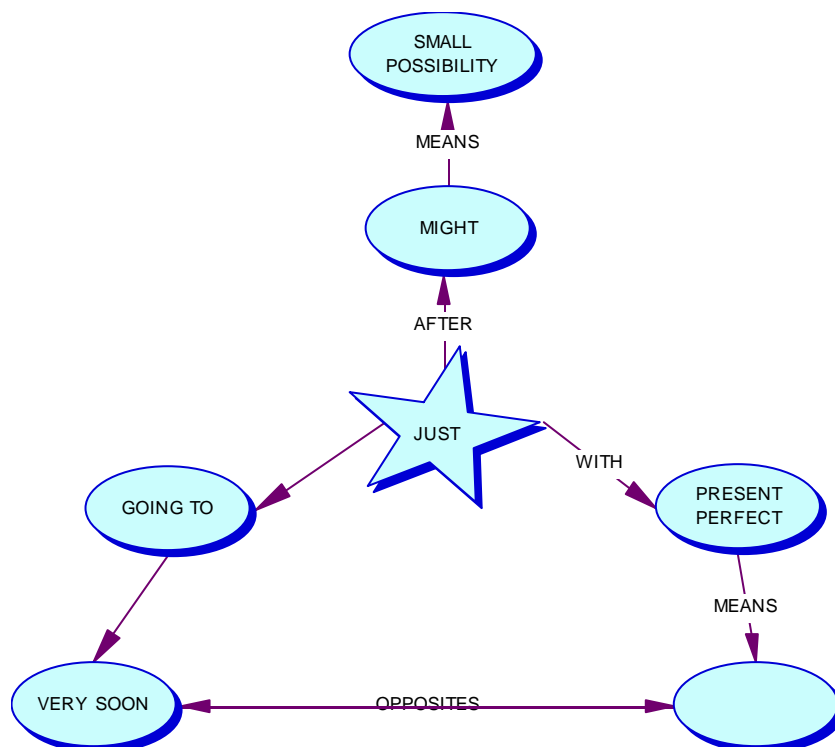 SMALL
POSSIBILITY
MEANS
MIGHT
AFTER
JUST
WITH
GOING TO
PRESENT
PERFECT
MEANS
VERY SOON
OPPOSITES